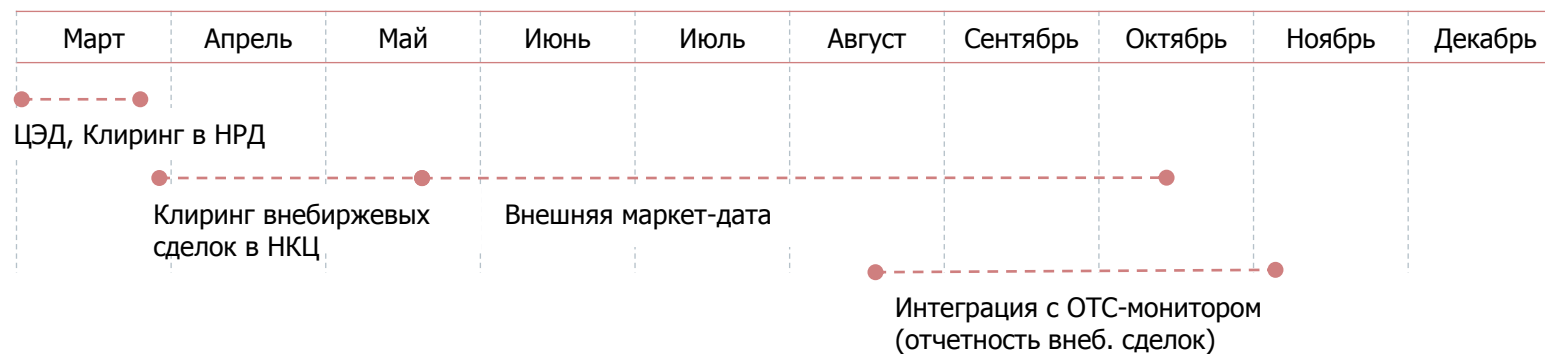 Март Апрель Май Июнь Июль Август Сентябрь Октябрь Ноябрь Декабрь
ЦЭД, Клиринг в НРД
Клиринг внебиржевых
сделок в НКЦ
Внешняя маркет-дата
Интеграция с ОТС-монитором
(отчетность внеб. сделок)